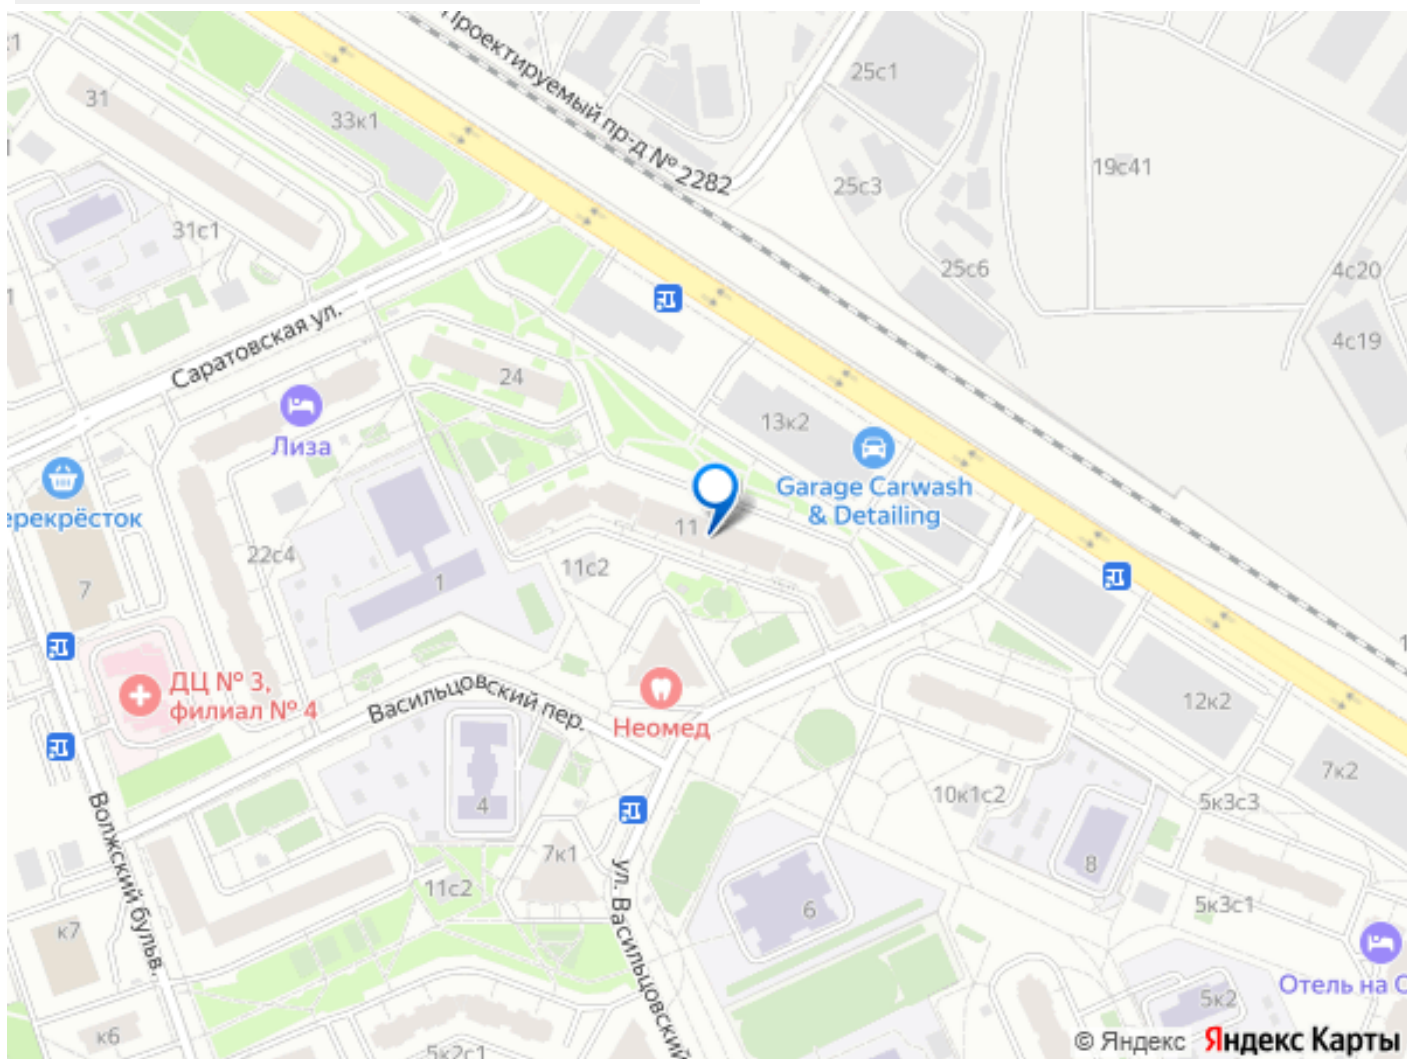 Проектируемый пр-д № 2282
25с1
31
33к1
25с3
19с41
31с1
25с6
4с20
4с19
Саратовская ул.
24
13к2
Лиза
Garage Carwash
& Detailing
ерекрёсток
11
22с4
11с2
1
7
ДЦ № 3,
филиал № 4
Васильцовский пер.
Неомед
12к2
7к2
10к1с2
5к3с3
4
7к1
8
11с2
6
5к3с1
Волжский бульв.
ул. Васильцовский
к7
Отель на О
5к2
к6
5к2с1
© Яндекс Яндекс Карты